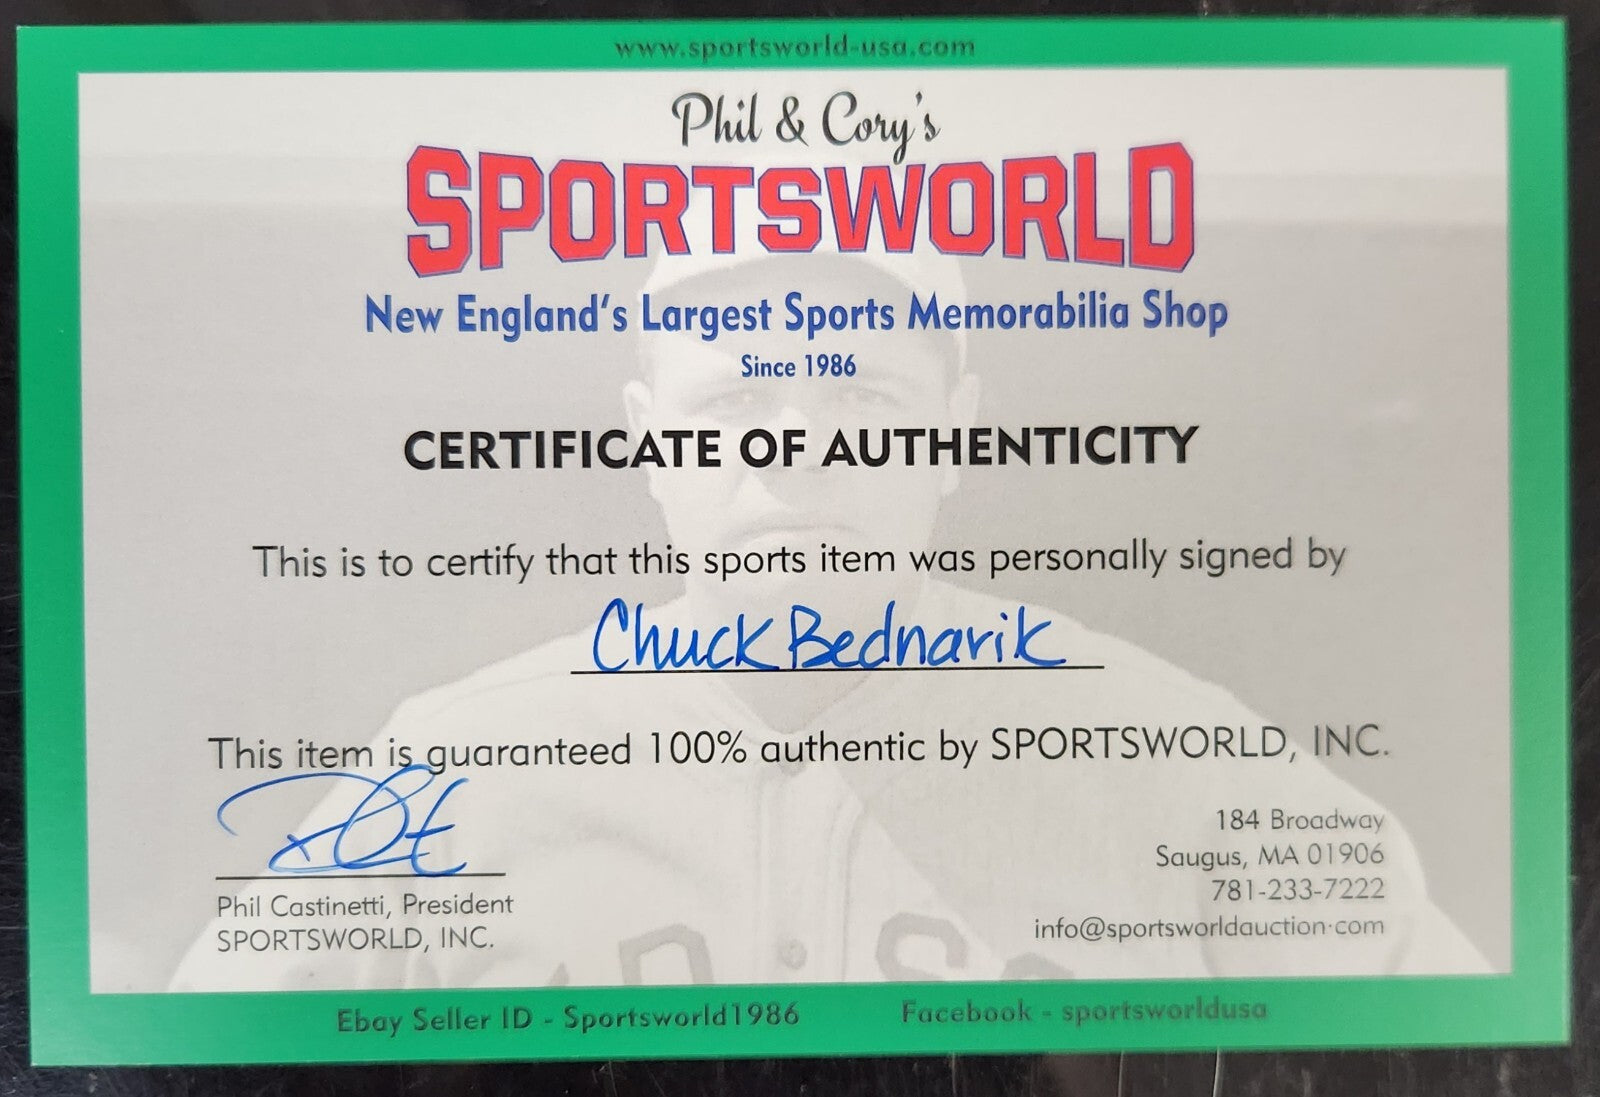 www.sportsworld-usa.com
Phil & Cory's
SPORTSWORLD
New England's Largest Sports Memorabilia Shop
Since 1986
CERTIFICATE OF AUTHENTICITY
This is to certify that this sports item was personally signed by
Chuck Bednarik
This item is guaranteed 100% authentic by SPORTSWORLD, INC.
Phil Castinetti, President
SPORTSWORLD, INC.
184 Broadway
Saugus, MA 01906
781-233-7222
info@sportsworldauction·com
Ebay Seller ID - Sportsworld1986
Facebook - sportsworldusa